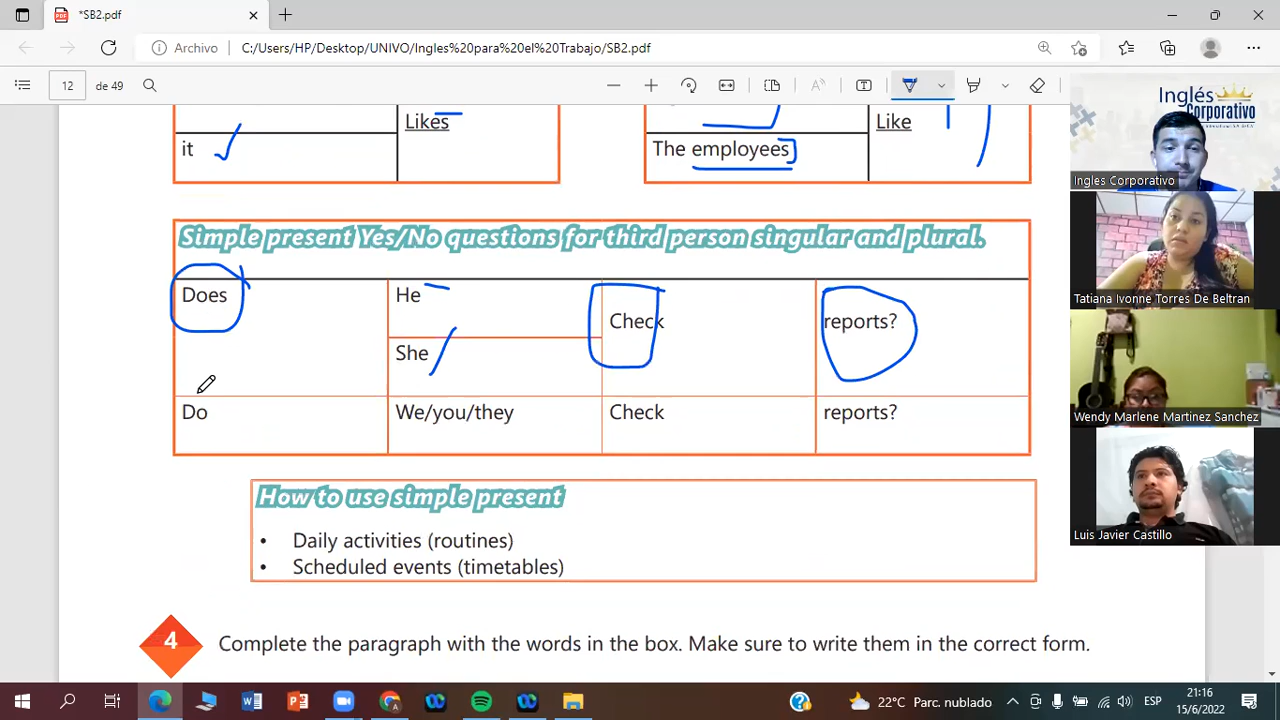 *SB2.pdf
Archivo
C:/Users/HP/Desktop/UNIVO/Ingles%20para%20el%20Trabajo/SB2.pdf
12
de 49
Likes
it
Like
The employees
Simple present Yes/No questions for third person singular and plural.
Does
He
Check
reports?
She
Do
We/you/they
Check
reports?
How to use simple present
• Daily activities (routines)
• Scheduled events (timetables)
4
Complete the paragraph with the words in the box. Make sure to write them in the correct form.
Inglés
Corporativo
Ingles Corporativo
Tatiana Ivonne Torres De Beltran
Wendy Marlene Martinez Sanchez
Luis Javier Castillo
22°C Parc. nublado
ESP
21:16
15/6/2022